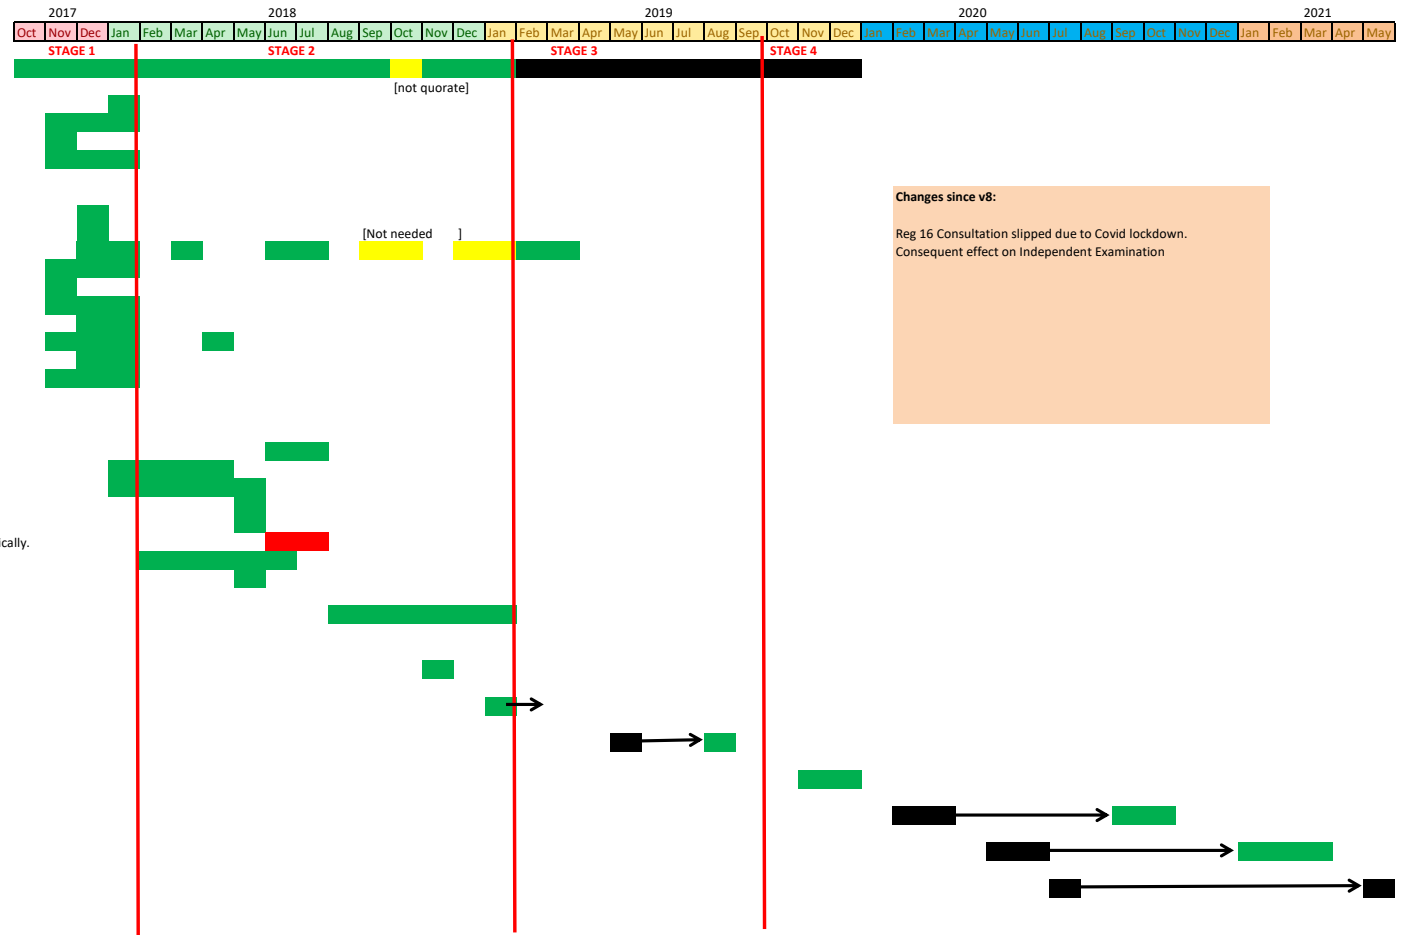 2017 2018 2019 2020 2021
Oct Nov Dec Jan Feb Mar Apr May Jun Jul Aug Sep Oct Nov Dec Jan Feb Mar Apr May Jun Jul Aug Sep Oct Nov Dec Jan Feb Mar Apr May Jun Jul Aug Sep Oct Nov Dec Jan Feb Mar Apr May
STAGE 1 STAGE 2 STAGE 3 STAGE 4
[not quorate]
Changes since v8:
[Not needed ]
Reg 16 Consultation slipped due to Covid lockdown.
Consequent effect on Independent Examination
ically.